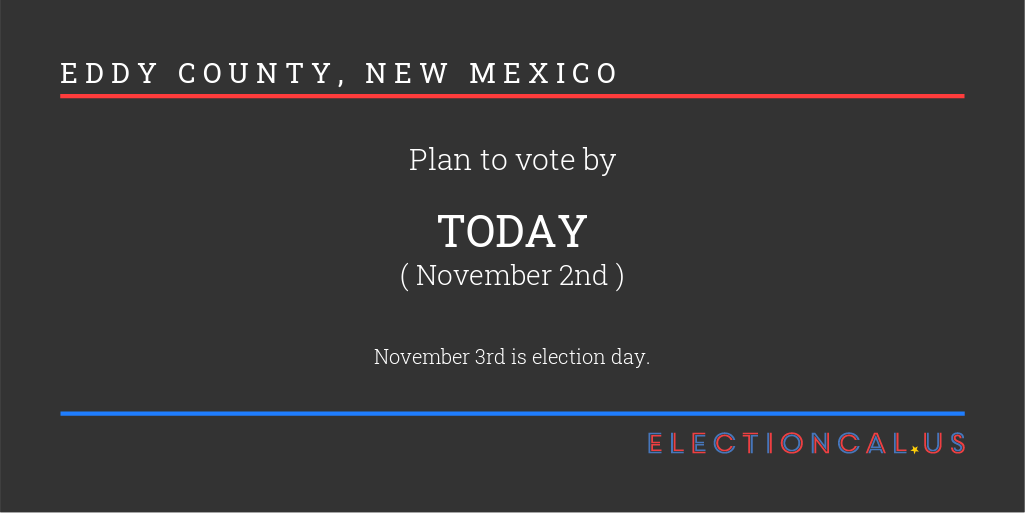 EDDY COUNTY, NEW MEXICO
Plan to vote by
TODAY
( November 2nd )
November 3rd is election day.
ELECTIONCAL.US